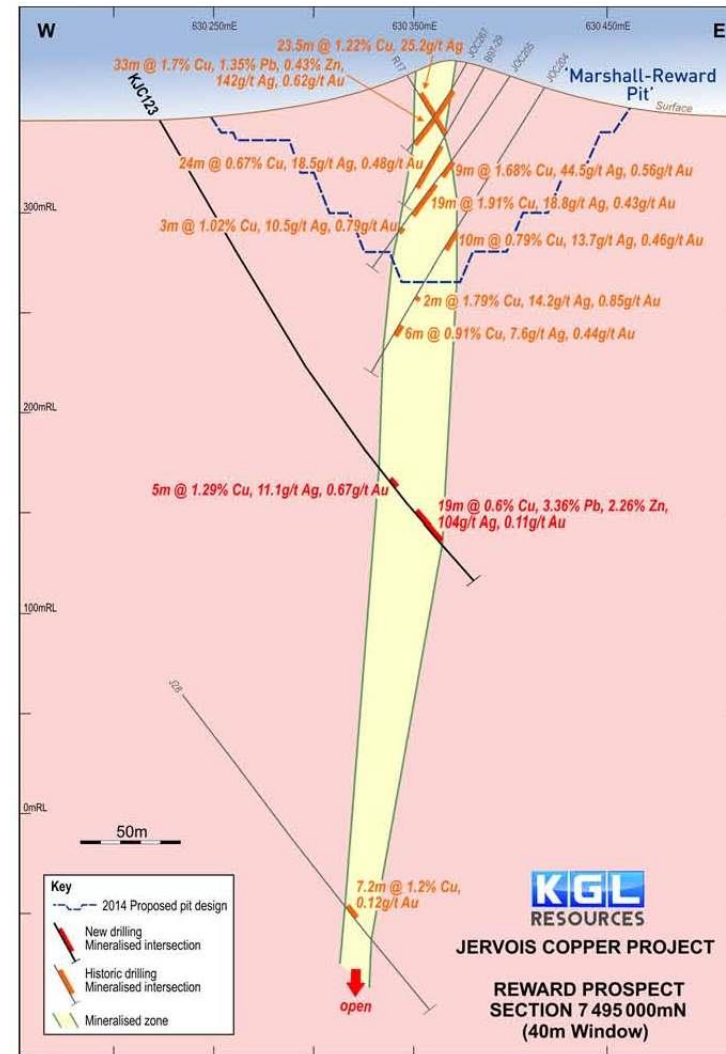 W
630 250mE
630 350mE
630 450mE
E
23.5m @ 1.22% Cu, 25.2g/t Ag
33m @ 1.7% Cu, 1.35% Pb, 0.43% Zn,
142g/t Ag, 0.62g/t Au
R17
JOC267
B97-29
JOC205
JOC204
'Marshall-Reward
Pit'
KJC123
Surface
24m @ 0.67% Cu, 18.5g/t Ag, 0.48g/t Au
9m @ 1.68% Cu, 44.5g/t Ag, 0.56g/t Au
19m @ 1.91% Cu, 18.8g/t Ag, 0.43g/t Au
300mRL
3m @ 1.02% Cu, 10.5g/t Ag, 0.79g/t Au
10m @ 0.79% Cu, 13.7g/t Ag, 0.46g/t Au
2m @ 1.79% Cu, 14.2g/t Ag, 0.85g/t Au
6m @ 0.91% Cu, 7.6g/t Ag, 0.44g/t Au
200mRL
5m @ 1.29% Cu, 11.1g/t Ag, 0.67g/t Au
19m @ 0.6% Cu, 3.36% Pb, 2.26% Zn,
104g/t Ag, 0.11g/t Au
100mRL
J28
0mRL
50m
7.2m @ 1.2% Cu,
0.12g/t Au
open
Key
2014 Proposed pit design
New drilling
Mineralised intersection
Historic drilling
Mineralised intersection
Mineralised zone
KGL
RESOURCES
JERVOIS COPPER PROJECT
REWARD PROSPECT
SECTION 7 495 000mN
(40m Window)